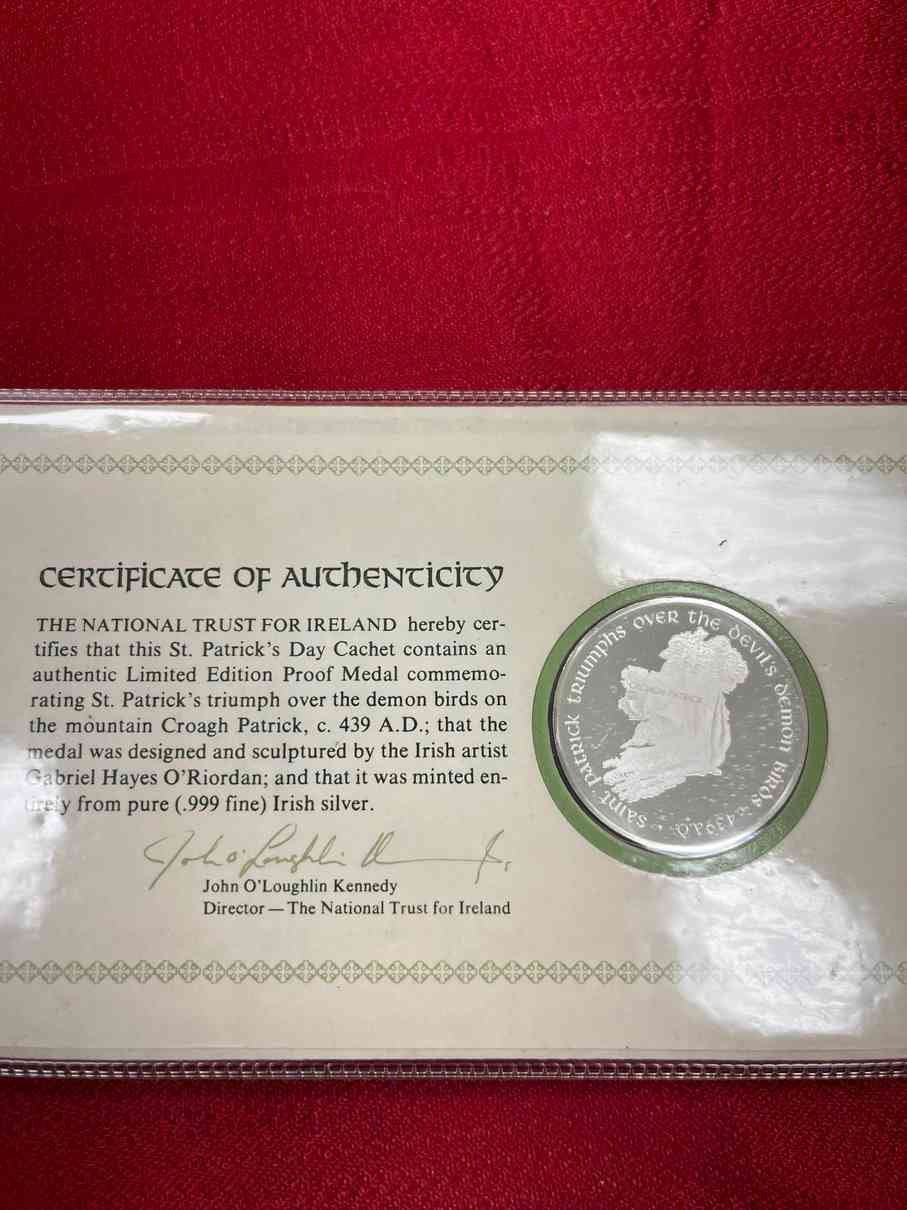 CERTIFICATE OF AUTHENTICITY
THE NATIONAL TRUST FOR IRELAND hereby cer-
tifies that this St. Patrick's Day Cachet contains an
authentic Limited Edition Proof Medal commemo-
rating St. Patrick's triumph over the demon birds on
the mountain Croagh Patrick, c. 439 A.D.; that the
medal was designed and sculptured by the Irish artist
Gabriel Hayes O'Riordan; and that it was minted en-
tirely from pure (.999 fine) Irish silver.
John O'Loughlin Kennedy
Director — The National Trust for Ireland
SAINT PATRICK TRIUMPHS OVER THE DEVIL'S DEMON BIRDS · 439 A.D. ·
CROAGH PATRICK